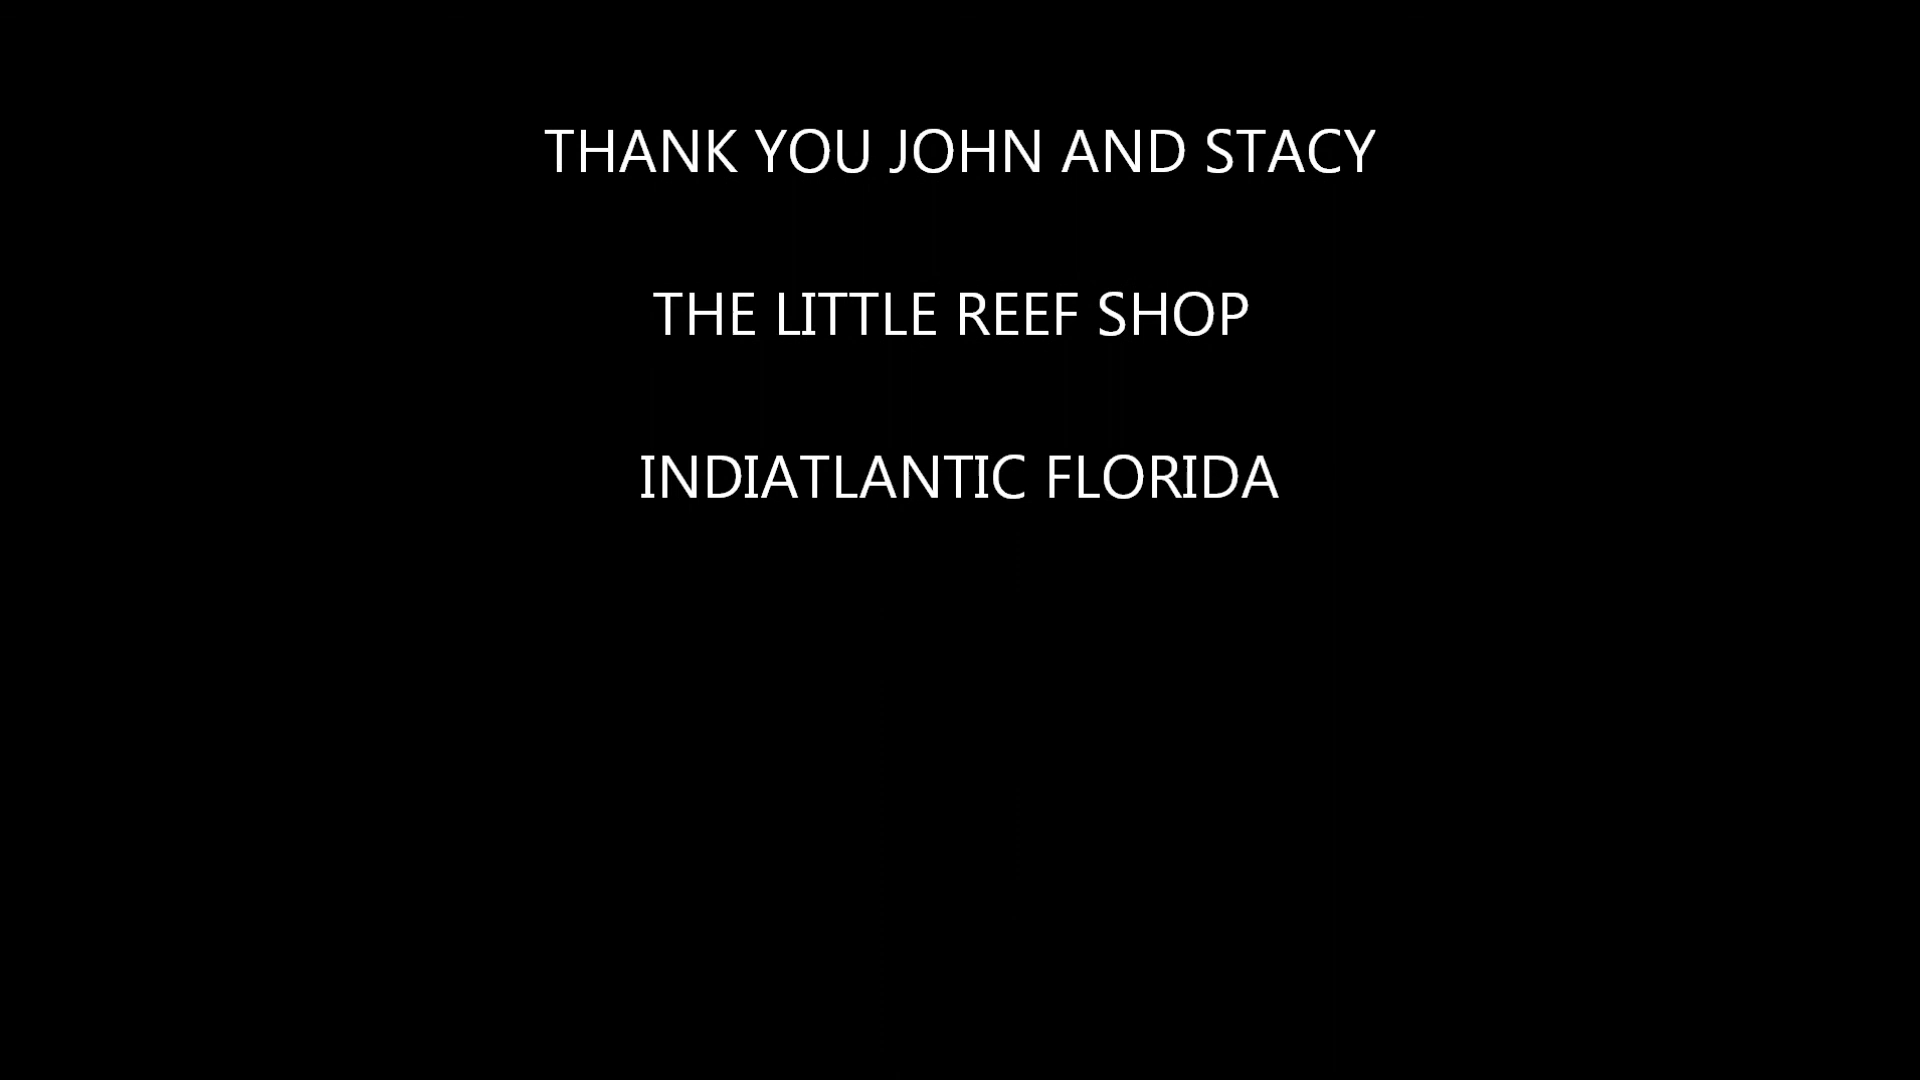 THANK YOU JOHN AND STACY
THE LITTLE REEF SHOP
INDIATLANTIC FLORIDA